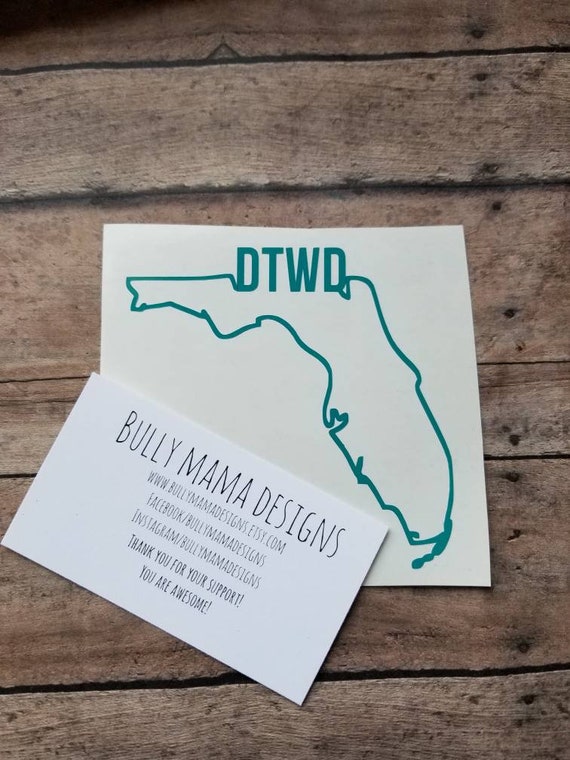 DTWD
BULLY MAMA DESIGNS
WWW.BULLYMAMADESIGNS.ETSY.COM
FACEBOOK/BULLYMAMADESIGNS
INSTAGRAM/BULLYMAMADESIGNS
THANK YOU FOR YOUR SUPPORT!
YOU ARE AWESOME!